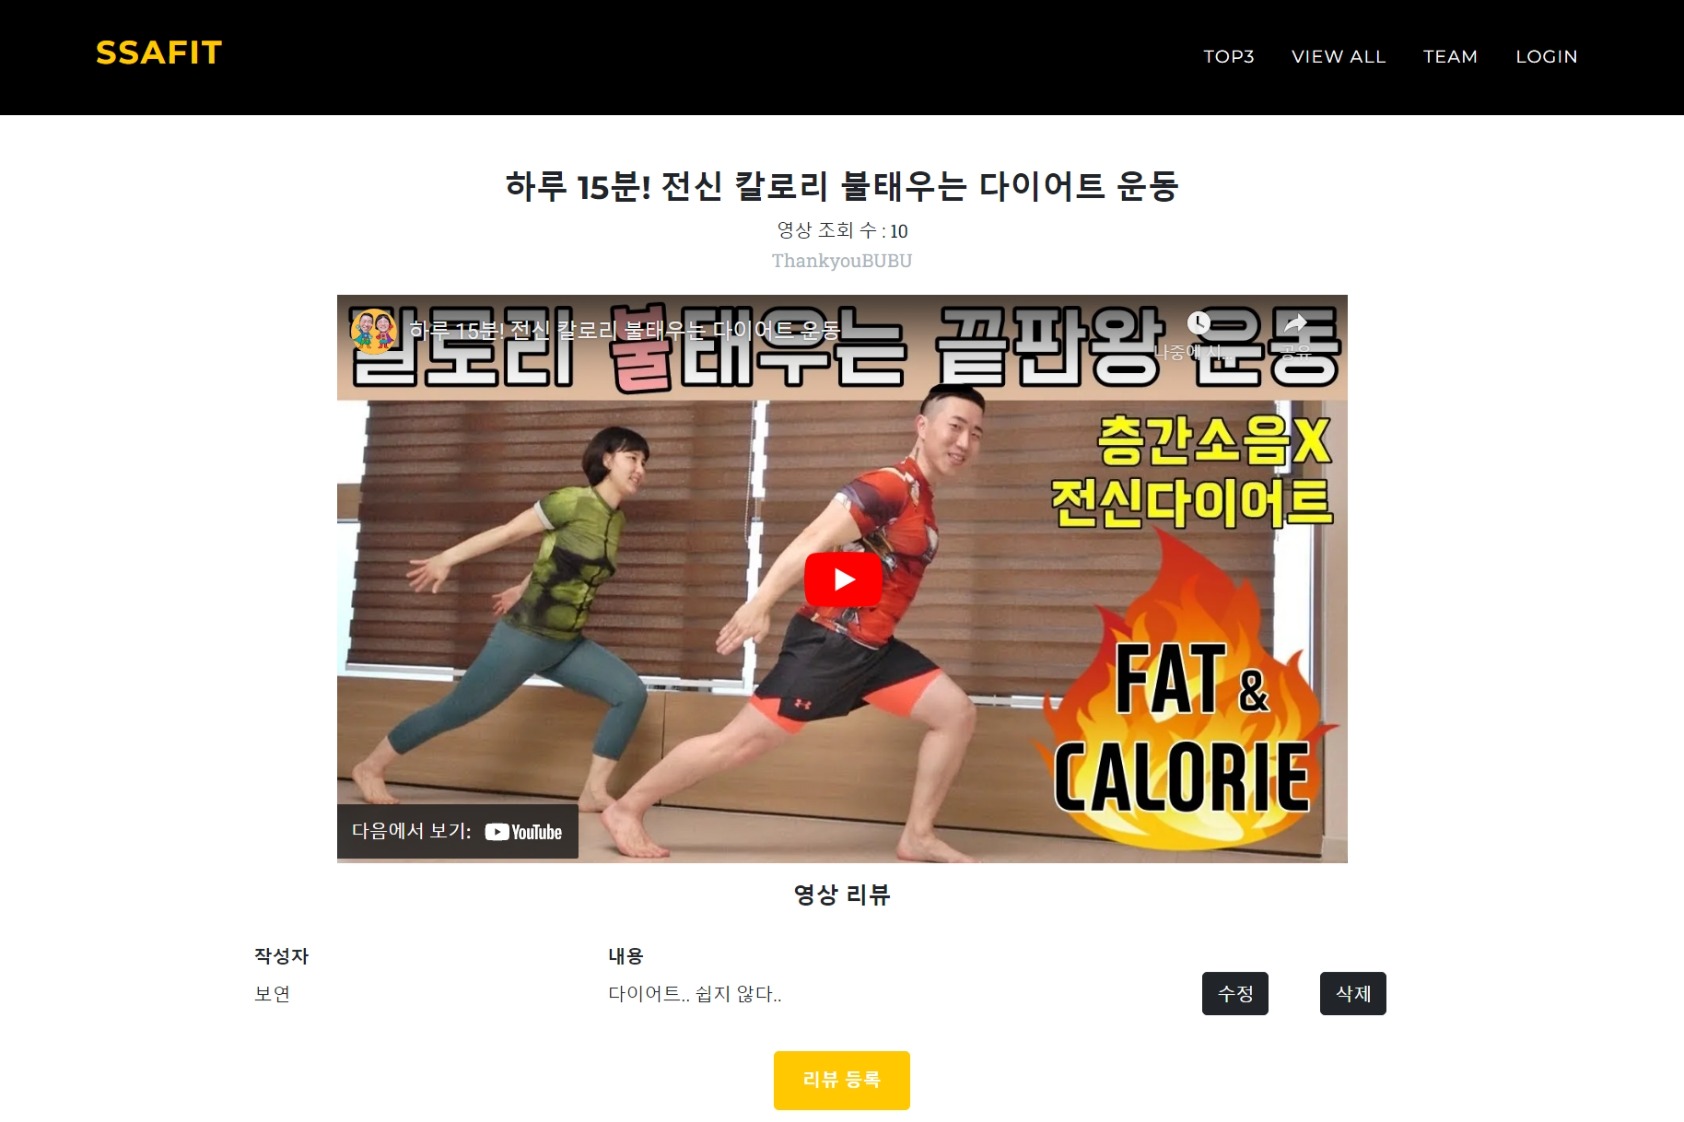 SSAFIT
TOP3 VIEW ALL TEAM LOGIN
하루 15분! 전신 칼로리 불태우는 다이어트 운동
영상 조회 수 : 10
ThankyouBUBU
칼로리 불태우는 끝판왕 운동
하루 15분! 전신 칼로리 불태우는 다이어트 운동
나중에 시...
공유
층간소음X
전신다이어트
FAT &
CALORIE
다음에서 보기: YouTube
영상 리뷰
작성자 내용
보연 다이어트.. 쉽지 않다.. 수정 삭제
리뷰 등록